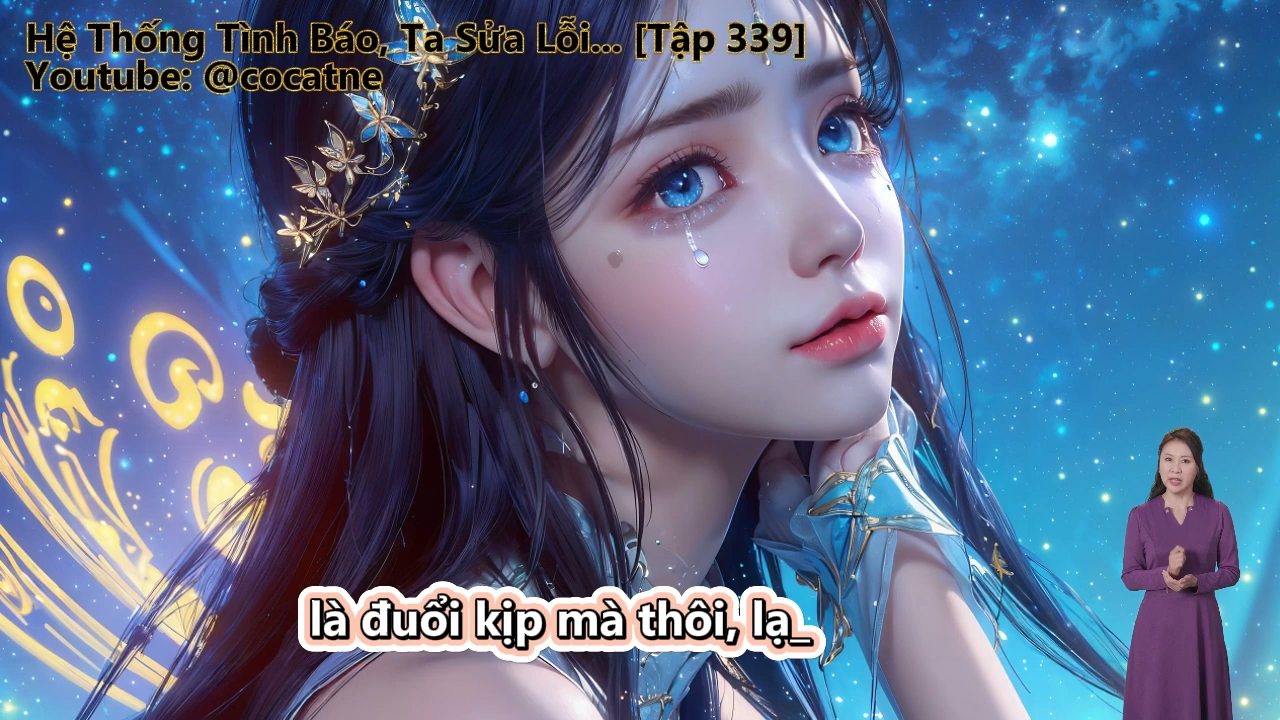 Hệ Thống Tình Báo, Ta Sửa Lỗi... [Tập 339]
Youtube: @cocatne
là đuổi kịp mà thôi, lạ_